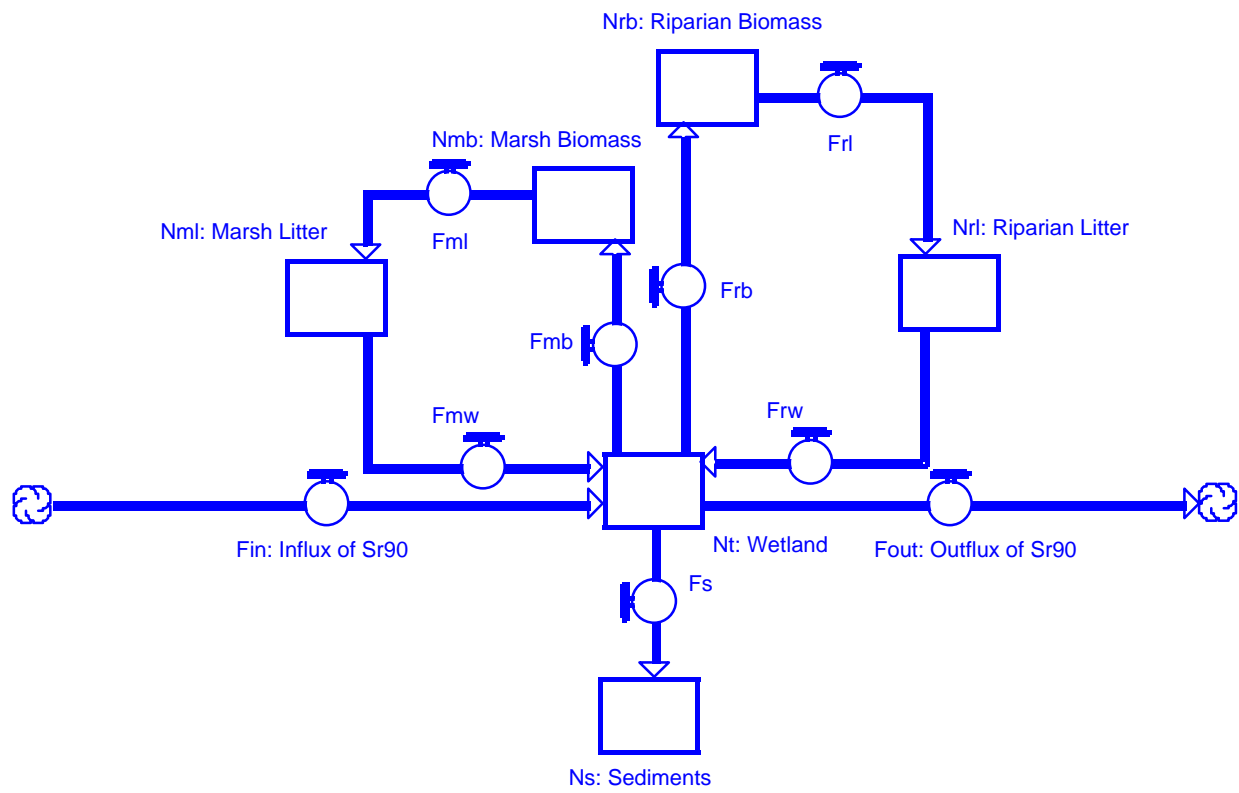 Nrb: Riparian Biomass
Nmb: Marsh Biomass
Frl
Nml: Marsh Litter
Fml
Nrl: Riparian Litter
Frb
Fmb
Fmw
Frw
Fin: Influx of Sr90
Nt: Wetland
Fout: Outflux of Sr90
Fs
Ns: Sediments